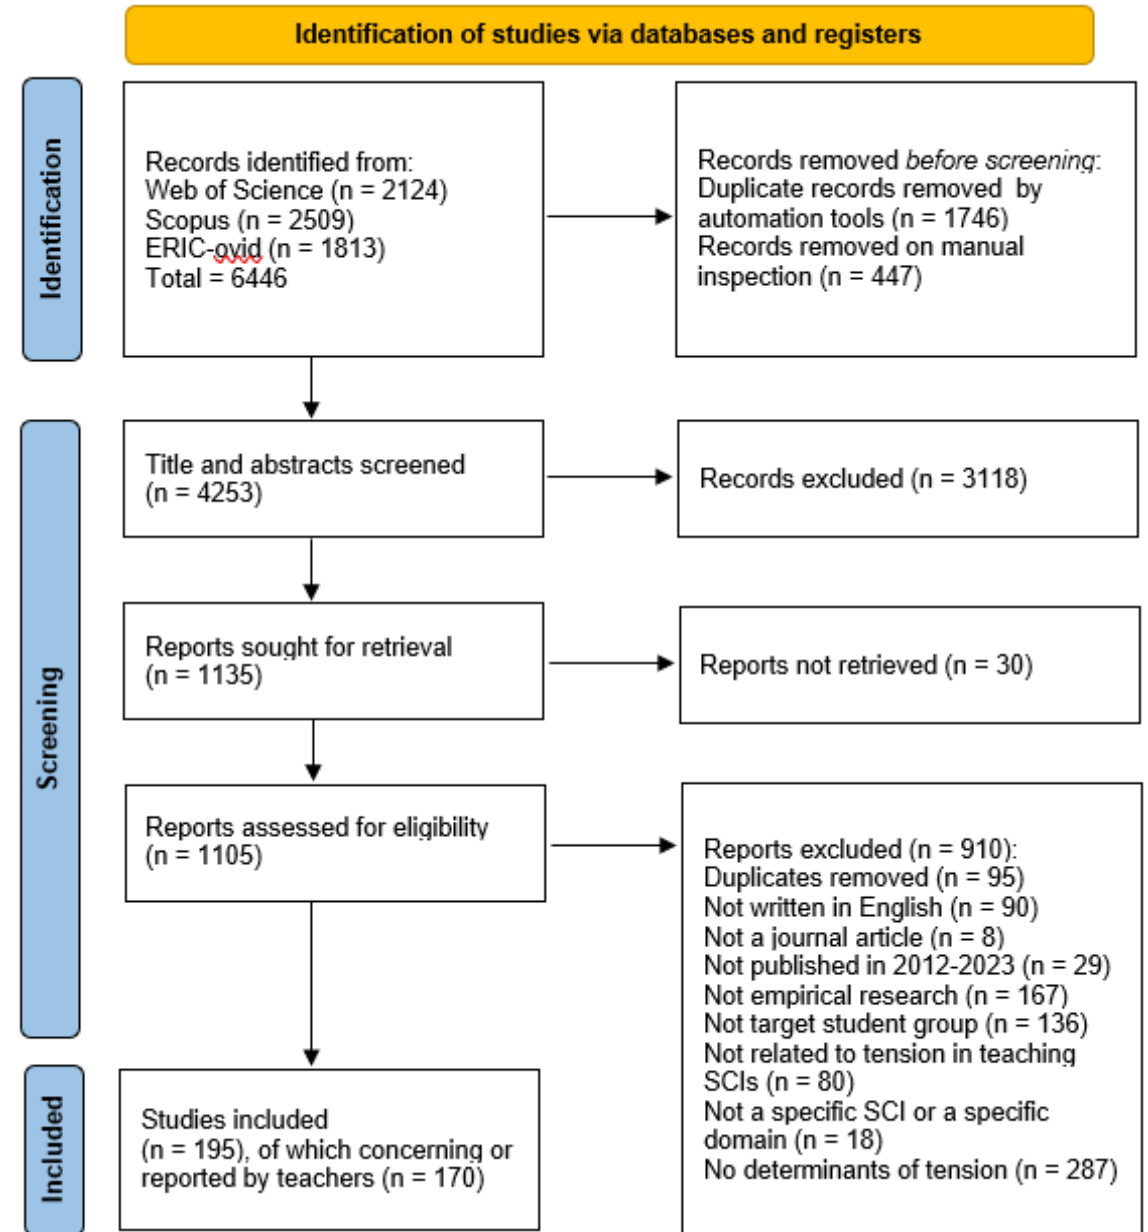 Identification of studies via databases and registers
Identification
Records identified from:
Web of Science (n = 2124)
Scopus (n = 2509)
ERIC-ovid (n = 1813)
Total = 6446
Records removed before screening:
Duplicate records removed by
automation tools (n = 1746)
Records removed on manual
inspection (n = 447)
Screening
Title and abstracts screened
(n = 4253)
Records excluded (n = 3118)
Reports sought for retrieval
(n = 1135)
Reports not retrieved (n = 30)
Reports assessed for eligibility
(n = 1105)
Reports excluded (n = 910):
Duplicates removed (n = 95)
Not written in English (n = 90)
Not a journal article (n = 8)
Not published in 2012-2023 (n = 29)
Not empirical research (n = 167)
Not target student group (n = 136)
Not related to tension in teaching
SCIs (n = 80)
Not a specific SCI or a specific
domain (n = 18)
No determinants of tension (n = 287)
Included
Studies included
(n = 195), of which concerning or
reported by teachers (n = 170)